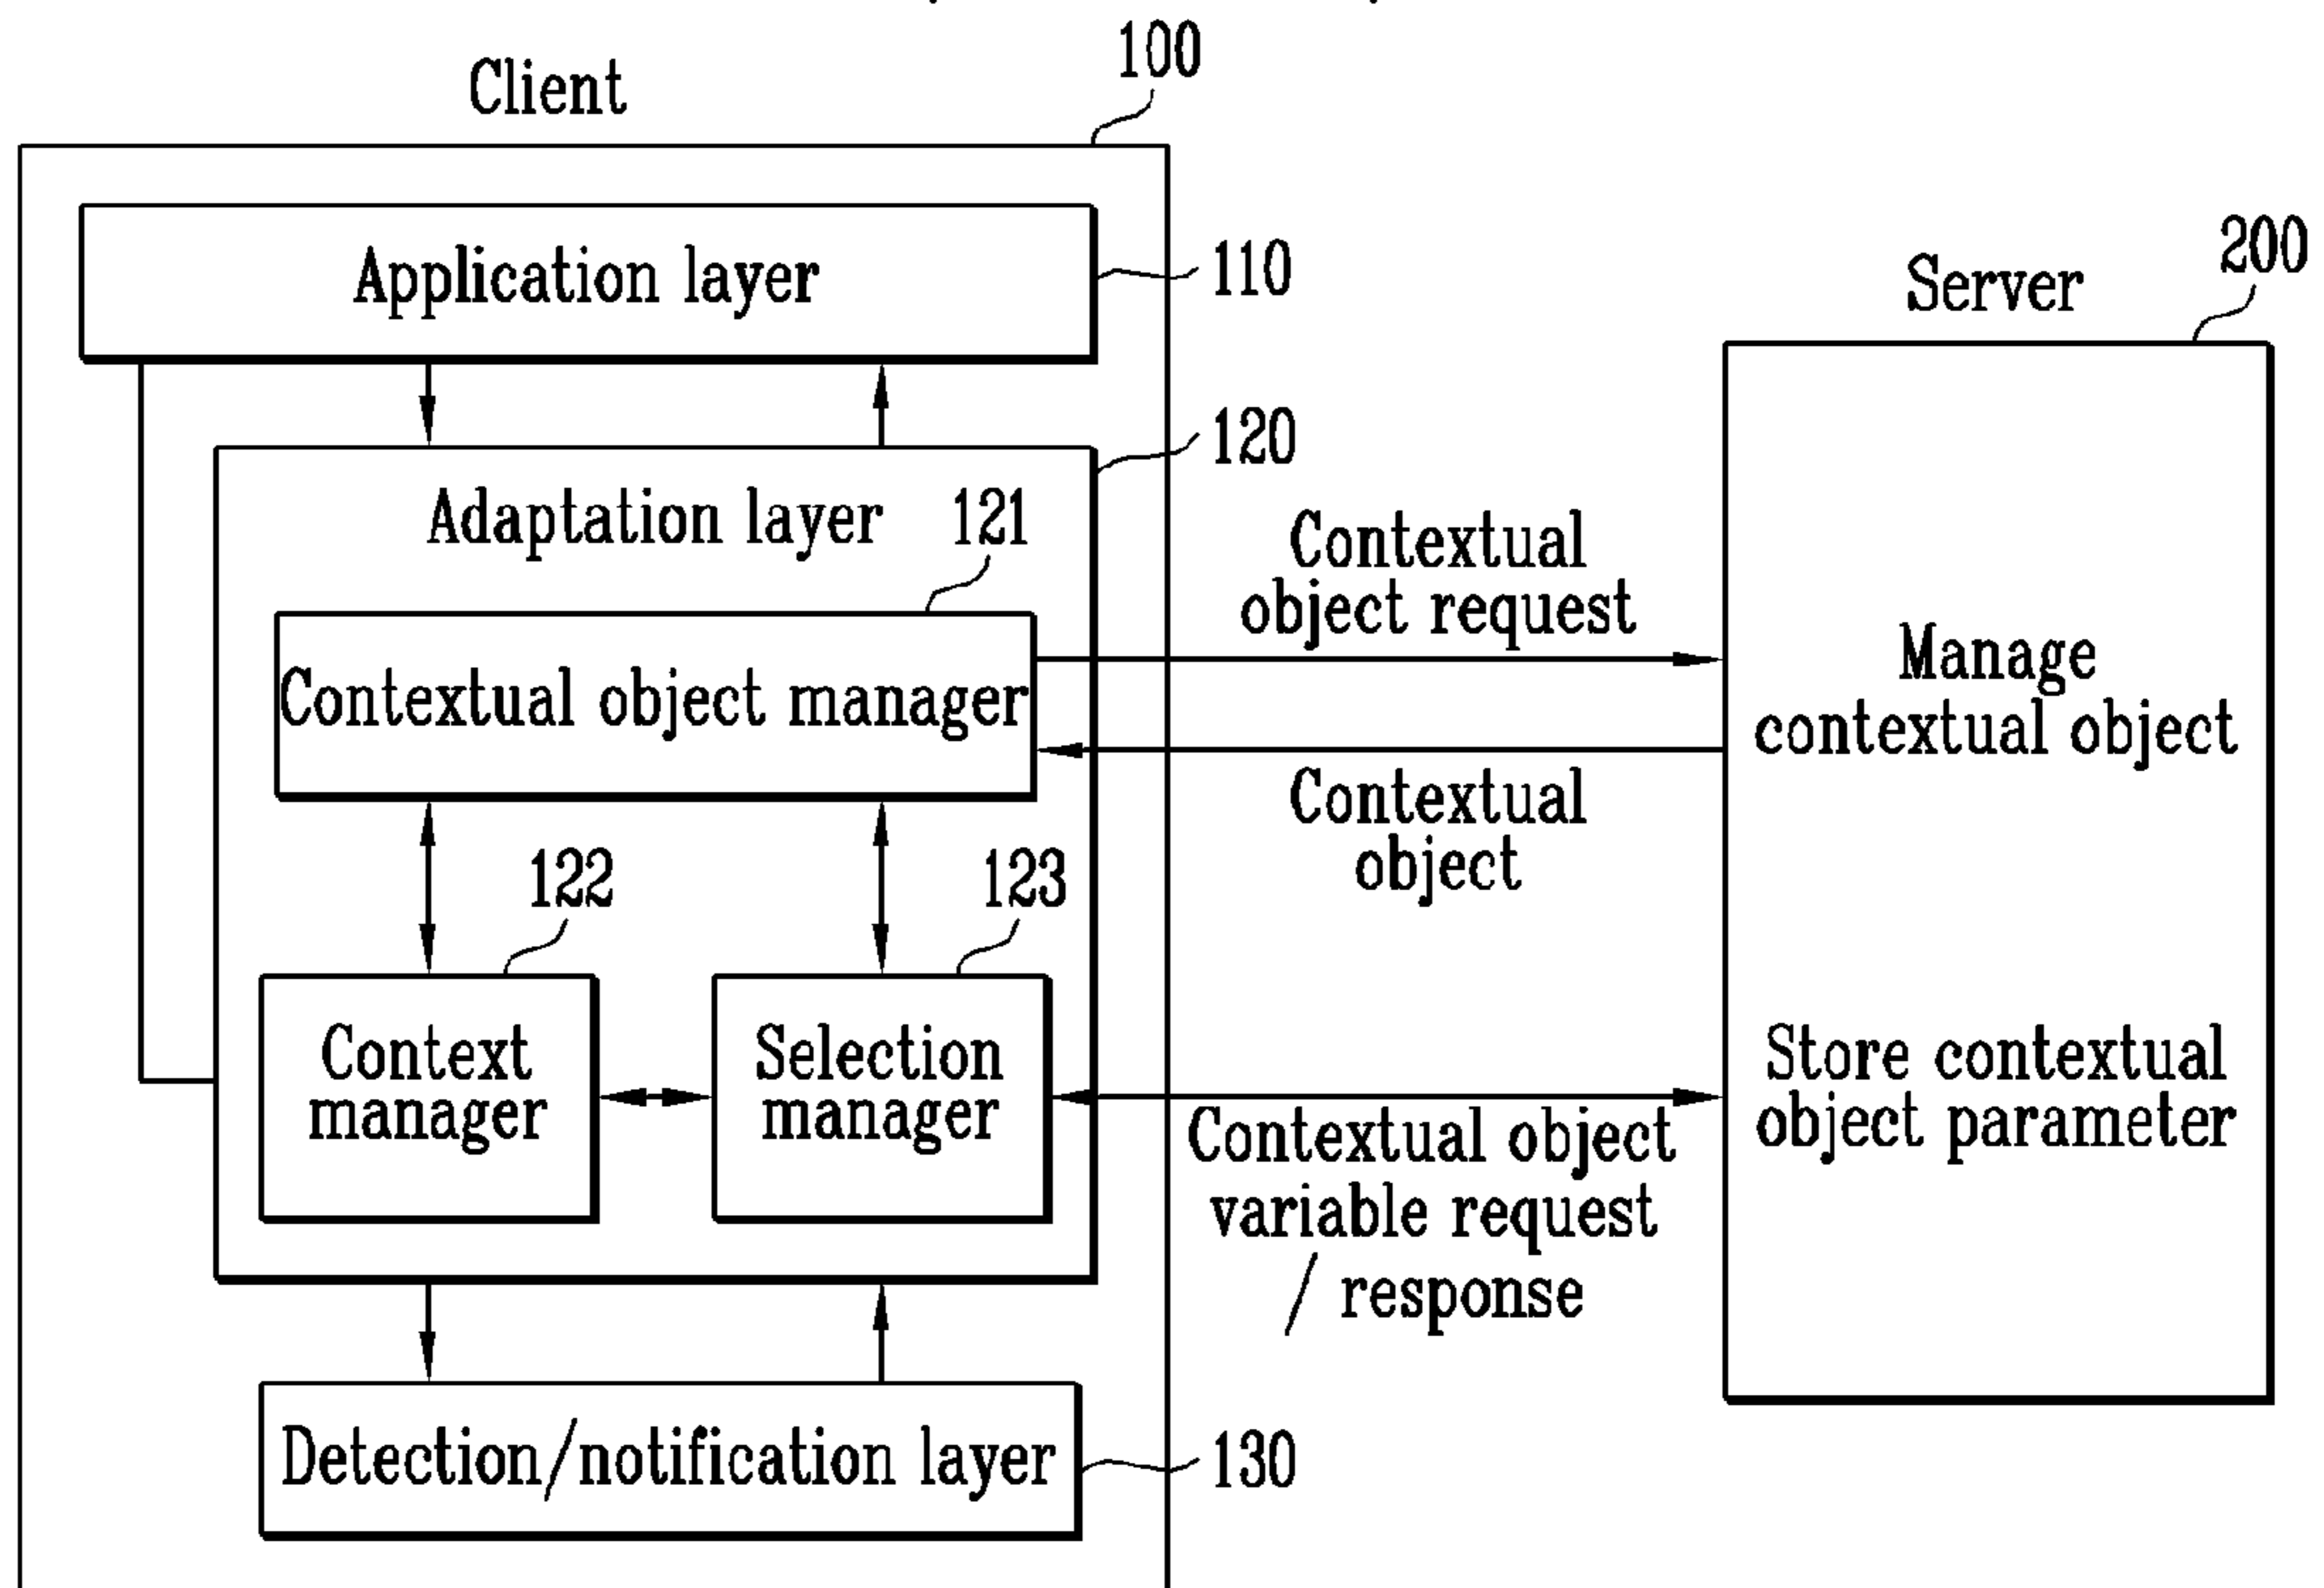 100
Client
Application layer
110
200
Server
120
Adaptation layer
121
Contextual
object request
Contextual object manager
Manage
contextual object
Contextual
object
122
123
Context
manager
Selection
manager
Store contextual
object parameter
Contextual object
variable request
/ response
Detection/notification layer
130